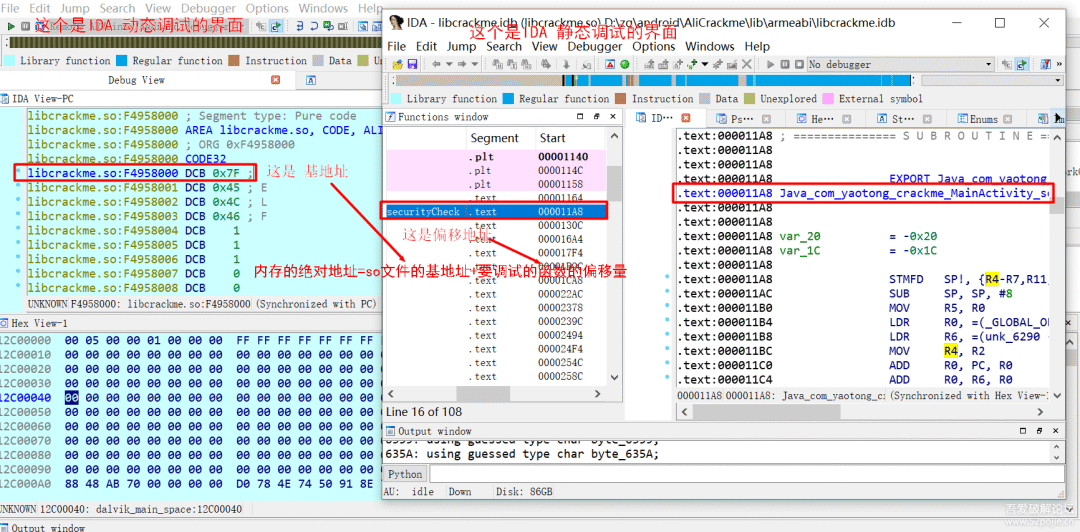 File Edit Jump Search View Debugger Options
这个是IDA 动态调试的界面
Library function Regular function Instruction Data
Debug View
IDA View-PC
libcrackme.so:F4958000 ; Segment type: Pure code
libcrackme.so:F4958000 AREA libcrackme.so, CODE, ALI
libcrackme.so:F4958000 ; ORG 0xF4958000
libcrackme.so:F4958000 CODE32
libcrackme.so:F4958000 DCB 0x7F ;
这是 基地址
libcrackme.so:F4958001 DCB 0x45 ; E
libcrackme.so:F4958002 DCB 0x4C ; L
libcrackme.so:F4958003 DCB 0x46 ; F
libcrackme.so:F4958004 DCB 1
libcrackme.so:F4958005 DCB 1
libcrackme.so:F4958006 DCB 1
libcrackme.so:F4958007 DCB 0
libcrackme.so:F4958008 DCB 0
UNKNOWN F4958000: libcrackme.so:F4958000 (Synchronized with PC)
内存的绝对地址=so文件的基地址+要调试的函数的偏移量
Hex View-1
12C00000 00 05 00 00 01 00 00 00 FF FF FF FF FF FF
12C00010 00 00 00 00 00 00 00 00 00 00 00 00 00 00
12C00020 00 00 00 00 00 00 00 00 00 00 00 00 00 00
12C00030 00 00 00 00 00 00 00 00 00 00 00 00 00 00
12C00040 00 00 00 00 00 00 00 00 00 00 00 00 00 00
12C00050 00 00 00 00 00 00 00 00 00 00 00 00 00 00
12C00060 00 00 00 00 00 00 00 00 00 00 00 00 00 00
12C00070 00 00 00 00 00 00 00 00 00 00 00 00 00 00
12C00080 00 00 00 00 00 00 00 00 00 00 00 00 00 00
12C00090 00 00 00 00 00 00 00 00 00 00 00 00 00 00
12C000A0 88 48 AB 70 00 00 00 00 D0 78 4E 74 50 91 8E
UNKNOWN 12C00040: dalvik_main_space:12C00040
Output window
IDA - libcrackme.idb (libcrackme.so) D:\zq\android\AliCrackme\lib\armeabi\libcrackme.idb
这个是IDA 静态调试的界面
File Edit Jump Search View Debugger Options Windows Help
No debugger
Library function Regular function Instruction Data Unexplored External symbol
Functions window
Segment Start
.plt 00001140
.plt 0000114C
.plt 00001158
.text 00001164
securityCheck .text 000011A8
.text 0000130C
这是偏移地址
.text 000016A4
.text 000017F4
.text 00001CA8
.text 000022AC
.text 00002378
.text 0000239C
.text 00002494
.text 000024F4
.text 0000254C
.text 0000258C
Line 16 of 108
ID⋯ Ps⋯ He⋯ St⋯ Enums
.text:000011A8 ; =============== S U B R O U T I N E ==
.text:000011A8
.text:000011A8
.text:000011A8 EXPORT Java_com_yaotong_
.text:000011A8 Java_com_yaotong_crackme_MainActivity_se
.text:000011A8
.text:000011A8
.text:000011A8 var_20 = -0x20
.text:000011A8 var_1C = -0x1C
.text:000011A8
.text:000011A8 STMFD SP!, {R4-R7,R11,
.text:000011AC SUB SP, SP, #8
.text:000011B0 MOV R5, R0
.text:000011B4 LDR R0, =(_GLOBAL_OF
.text:000011B8 LDR R6, =(unk_6290
.text:000011BC MOV R4, R2
.text:000011C0 ADD R0, PC, R0
.text:000011C4 ADD R0, R6, R0
000011A8 000011A8: Java_com_yaotong_cr (Synchronized with Hex View-1
Output window
635A: using guessed type char byte_635A;
Python
AU: idle Down Disk: 86GB
吾爱破解论坛
www.52pojie.cn